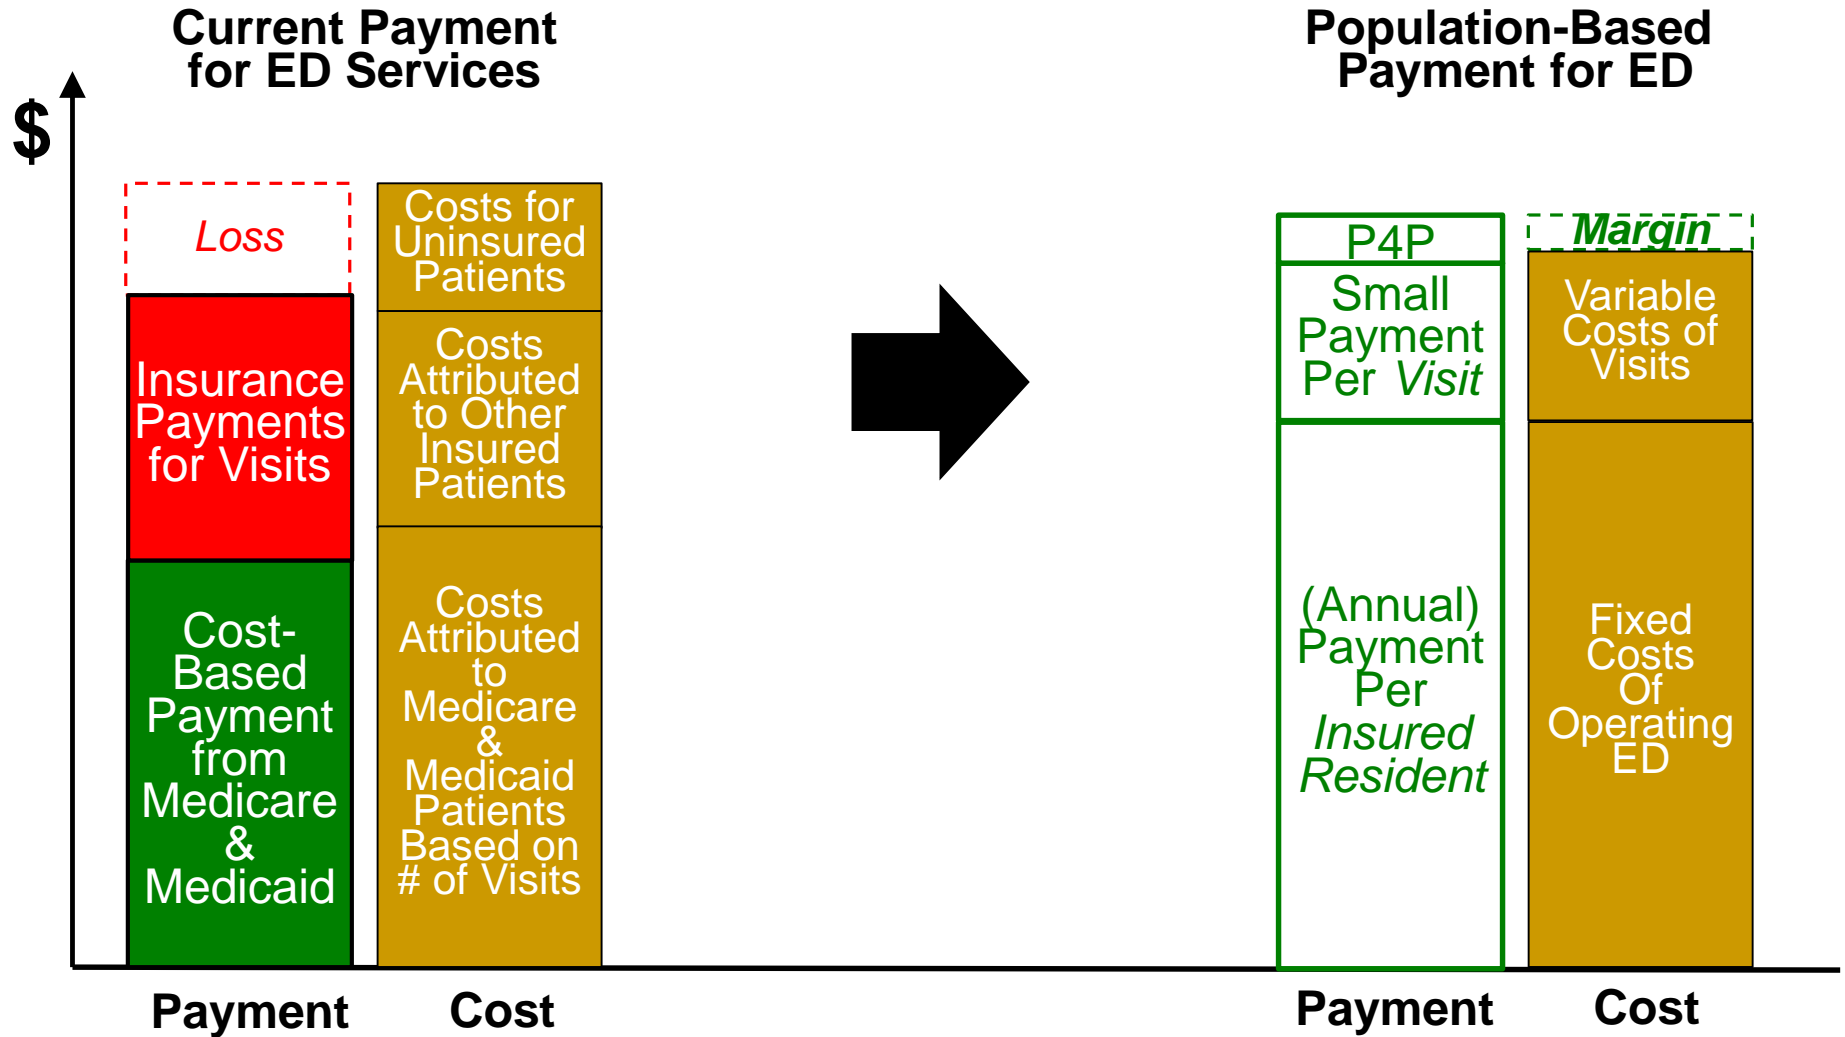 Current Payment
for ED Services
Population-Based
Payment for ED
$
Loss
Insurance
Payments
for Visits
Cost-
Based
Payment
from
Medicare
&
Medicaid
Costs for
Uninsured
Patients
Costs
Attributed
to Other
Insured
Patients
Costs
Attributed
to
Medicare
&
Medicaid
Patients
Based on
# of Visits
P4P
Small
Payment
Per Visit
(Annual)
Payment
Per
Insured
Resident
Margin
Variable
Costs of
Visits
Fixed
Costs
Of
Operating
ED
Payment
Cost
Payment
Cost